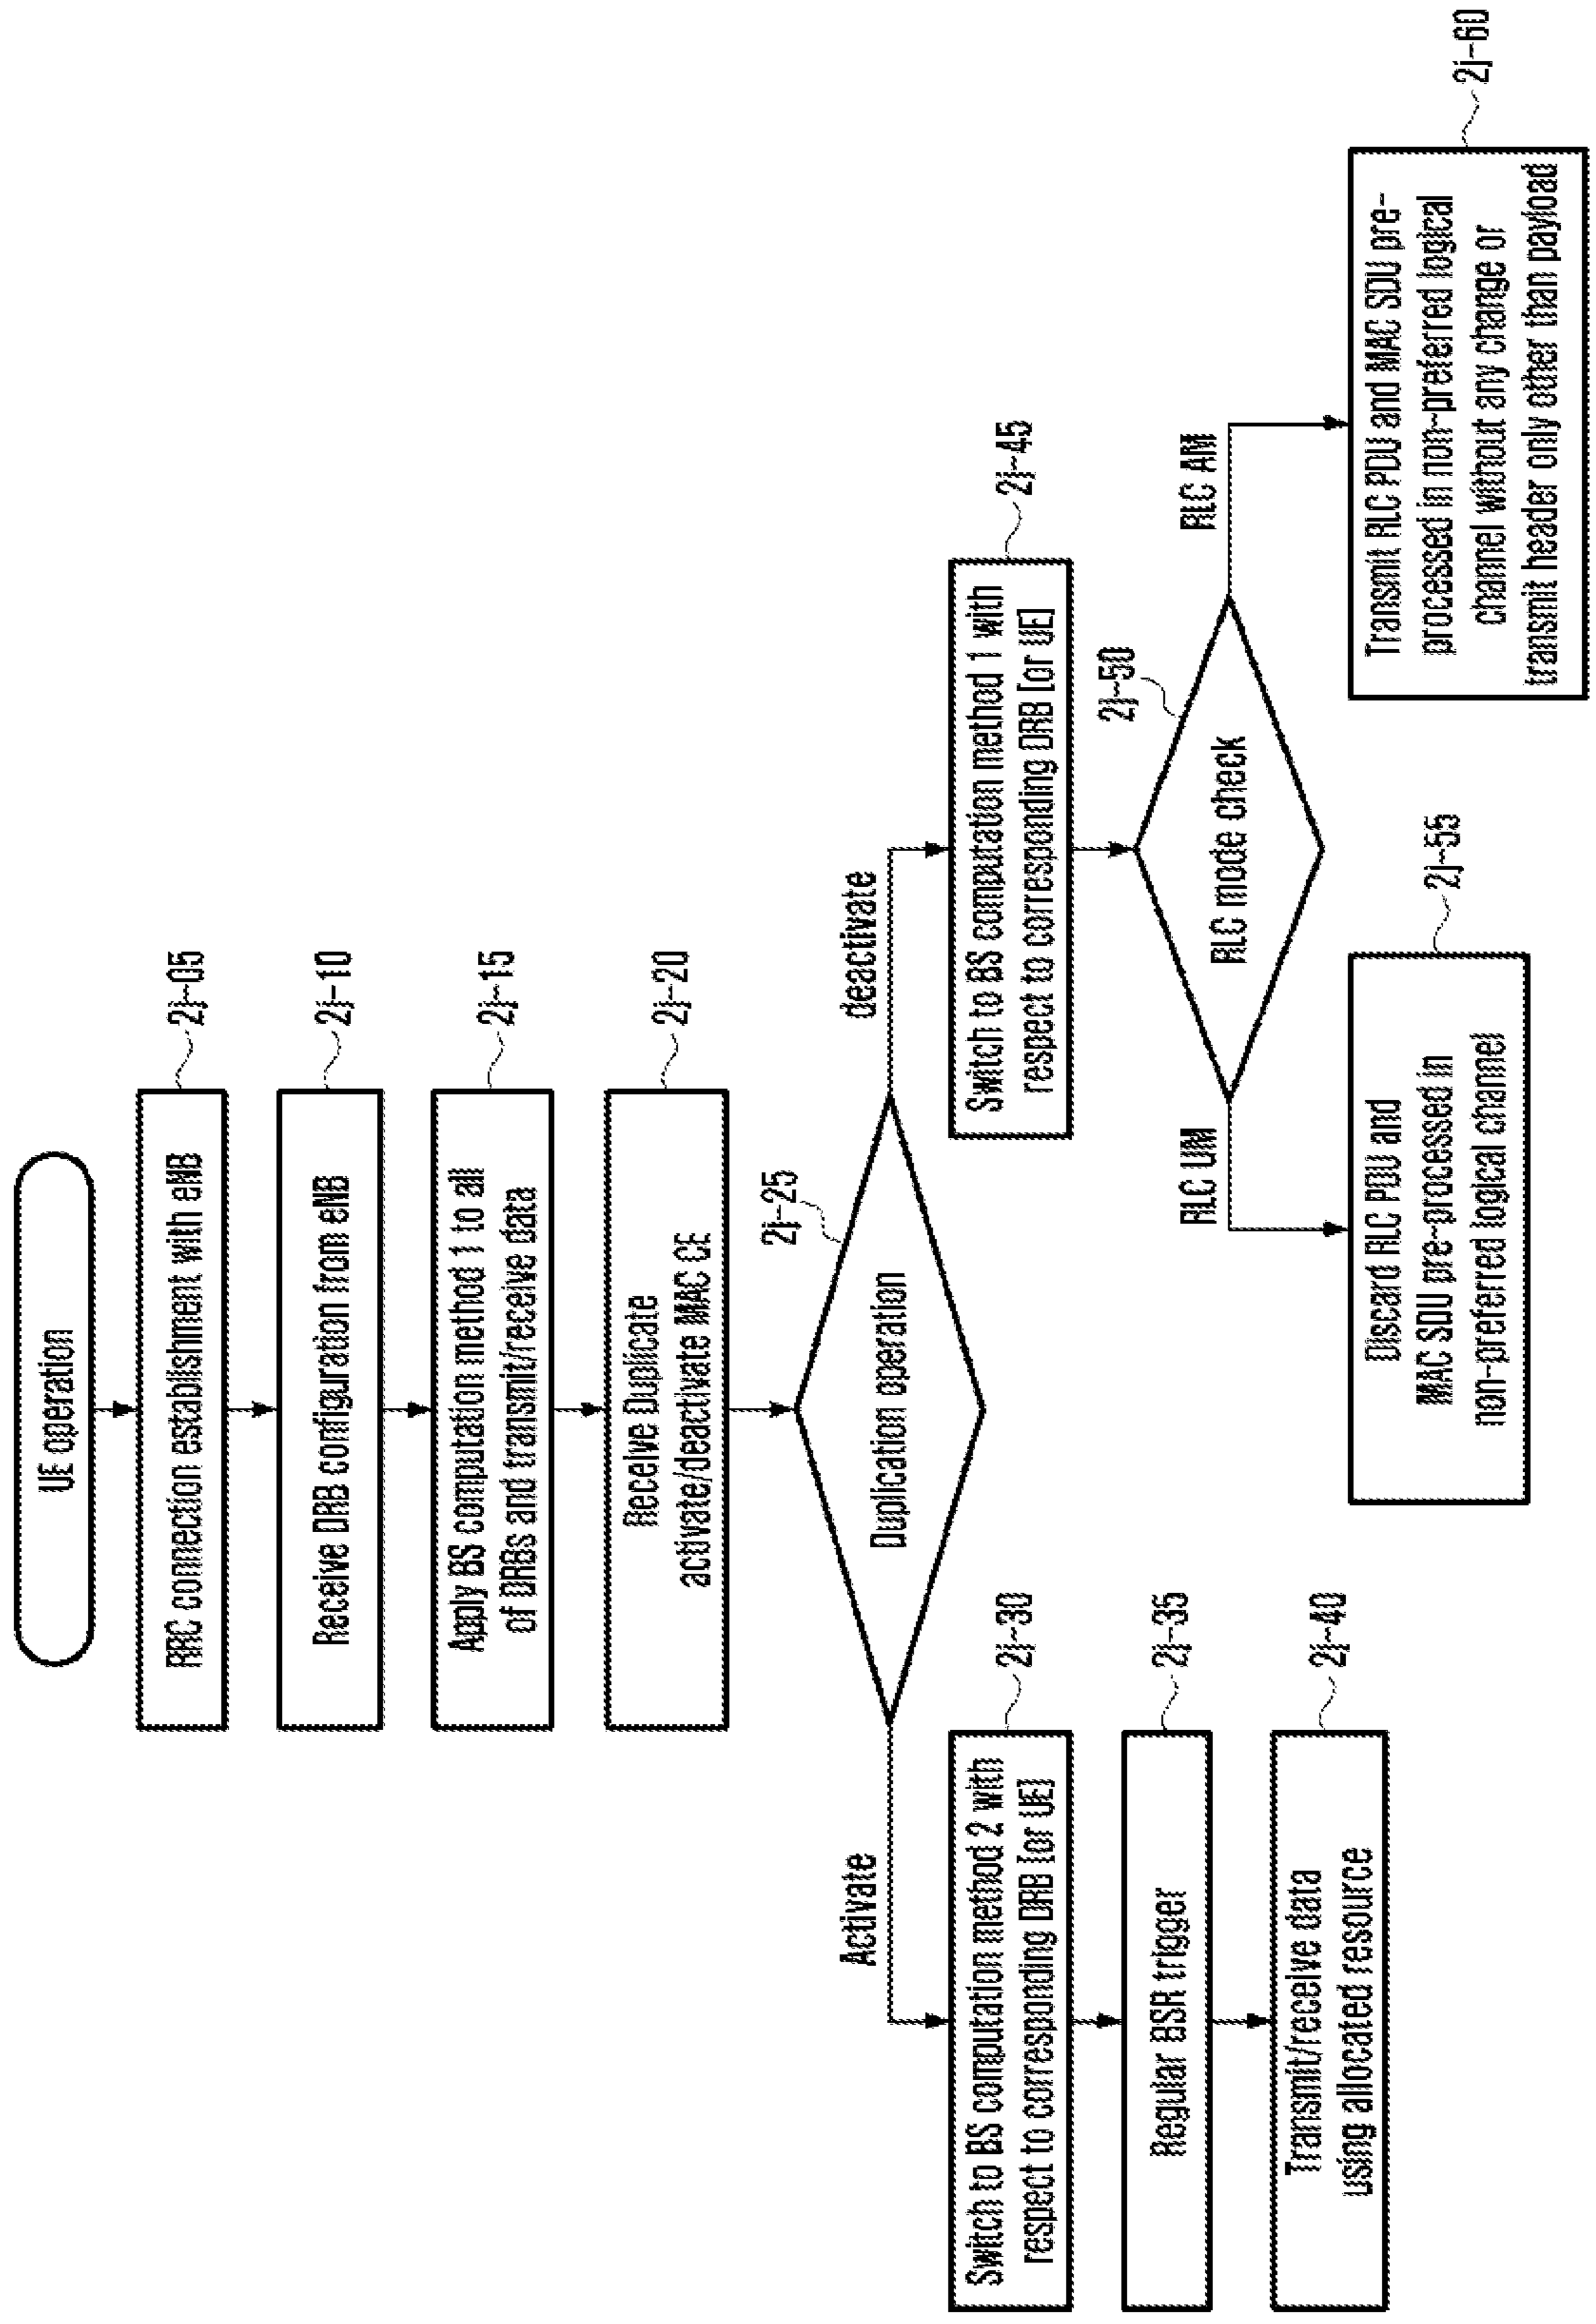 UE operation
RRC connection establishment with eNB
2j-05
Receive DRB configuration from eNB
2j-10
Apply BS computation method 1 to all
of DRBs and transmit/receive data
2j-15
Receive Duplicate
activate/deactivate MAC CE
2j-20
Duplication operation
2j-25
Activate
deactivate
Switch to BS computation method 2 with
respect to corresponding DRB [or UE]
2j-30
Regular BSR trigger
2j-35
Transmit/receive data
using allocated resource
2j-40
Switch to BS computation method 1 with
respect to corresponding DRB [or UE]
2j-45
RLC mode check
2j-50
RLC UM
RLC AM
Discard RLC PDU and
MAC SDU pre-processed in
non-preferred logical channel
2j-55
Transmit RLC PDU and MAC SDU pre-
processed in non-preferred logical
channel without any change or
transmit header only other than payload
2j-60